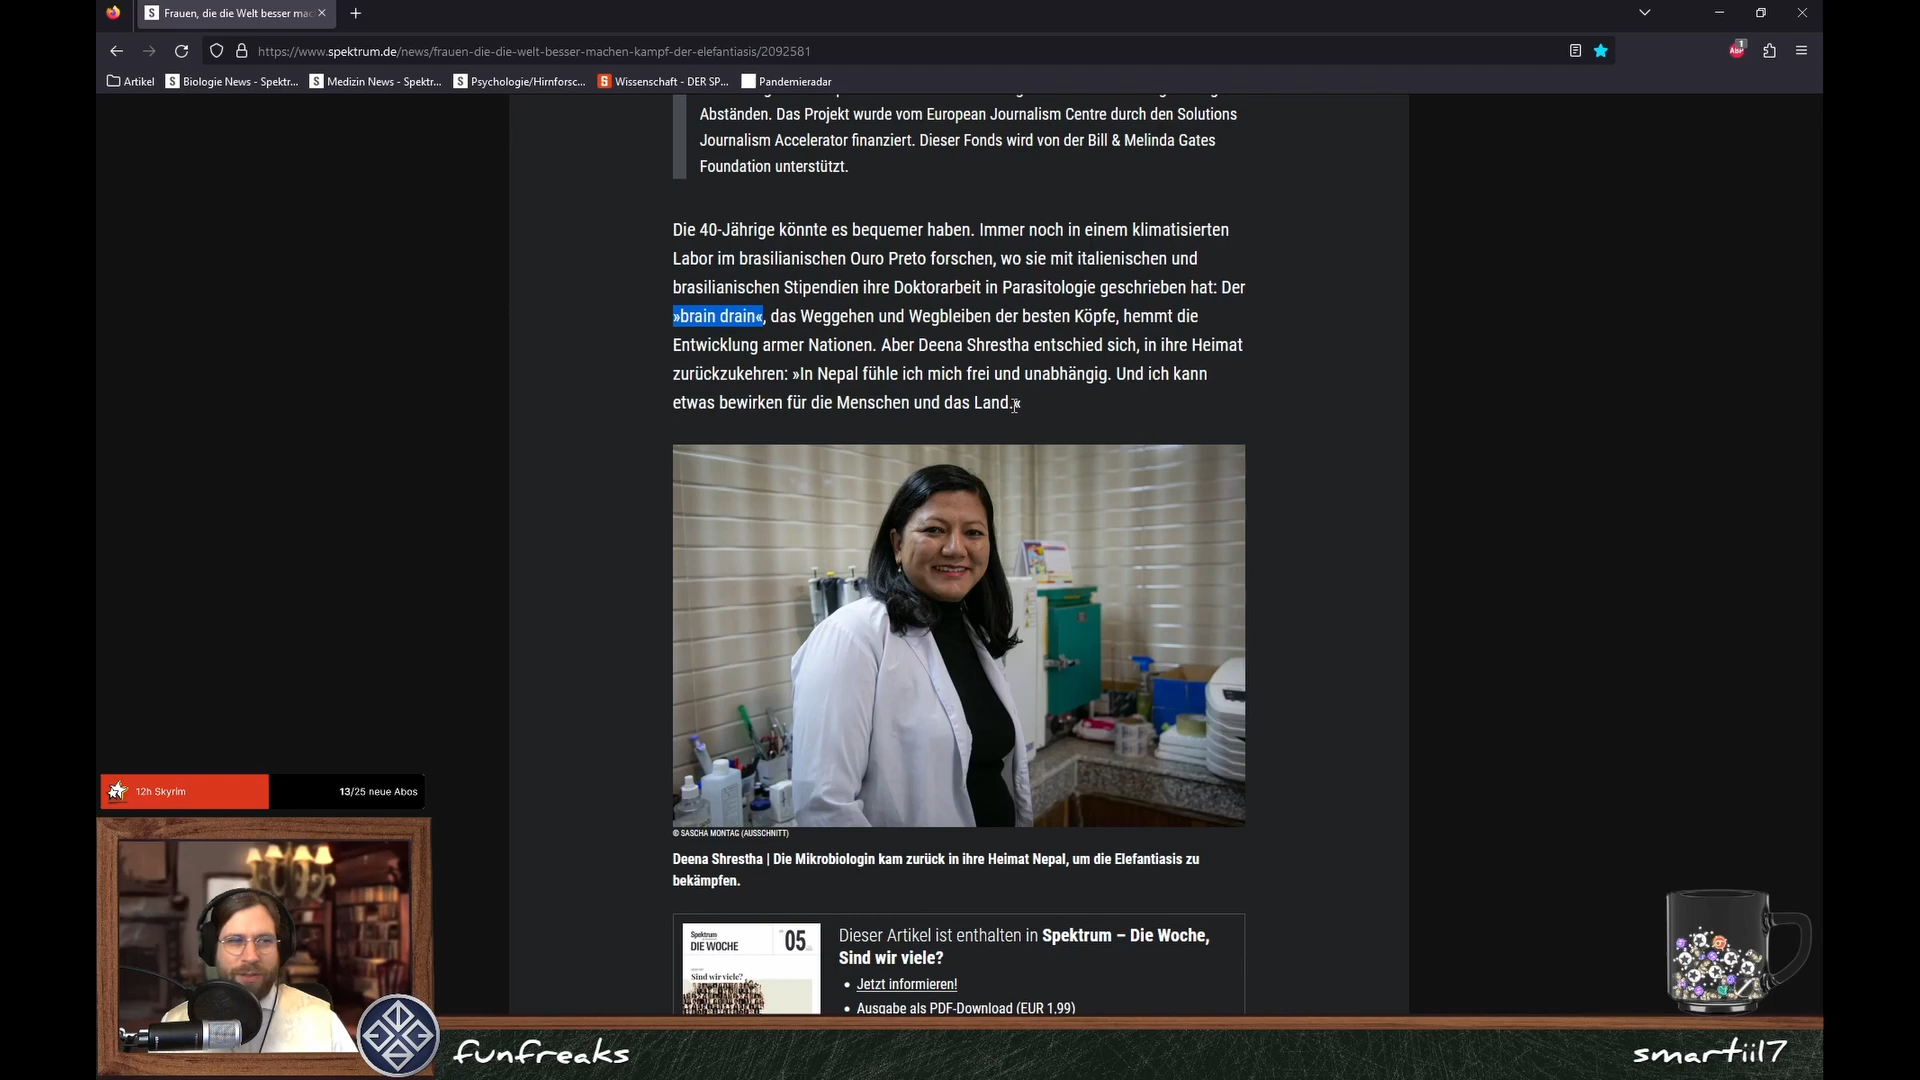 Frauen, die die Welt besser mac
https://www.spektrum.de/news/frauen-die-die-welt-besser-machen-kampf-der-elefantiasis/2092581
ABP
1
Artikel
Biologie News - Spektr...
Medizin News - Spektr...
Psychologie/Hirnforsc...
Wissenschaft - DER SP...
Pandemieradar
Abständen. Das Projekt wurde vom European Journalism Centre durch den Solutions
Journalism Accelerator finanziert. Dieser Fonds wird von der Bill & Melinda Gates
Foundation unterstützt.
Die 40-Jährige könnte es bequemer haben. Immer noch in einem klimatisierten
Labor im brasilianischen Ouro Preto forschen, wo sie mit italienischen und
brasilianischen Stipendien ihre Doktorarbeit in Parasitologie geschrieben hat: Der
»brain drain«, das Weggehen und Wegbleiben der besten Köpfe, hemmt die
Entwicklung armer Nationen. Aber Deena Shrestha entschied sich, in ihre Heimat
zurückzukehren: »In Nepal fühle ich mich frei und unabhängig. Und ich kann
etwas bewirken für die Menschen und das Land.«
© SASCHA MONTAG (AUSSCHNITT)
Deena Shrestha | Die Mikrobiologin kam zurück in ihre Heimat Nepal, um die Elefantiasis zu
bekämpfen.
Spektrum
DIE WOCHE
05
Sind wir viele?
Dieser Artikel ist enthalten in Spektrum – Die Woche,
Sind wir viele?
Jetzt informieren!
Ausgabe als PDF-Download (EUR 1,99)
12h Skyrim
13/25 neue Abos
funfreaks
smartii17